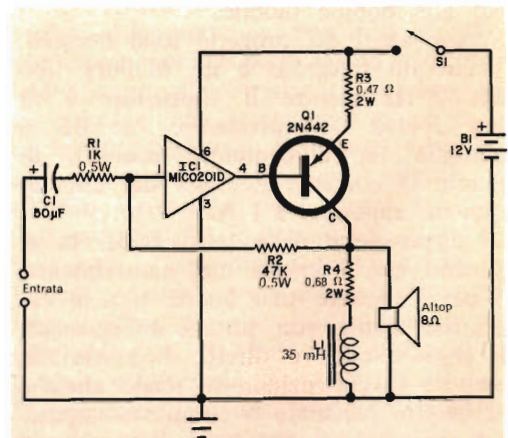 S1
R3
0,47 Ω
2W
Q1
2N442
E
B1
12V
+
R1
1K
0,5W
IC1
MIC0201D
6
1
4
3
B
C
+
C1
50µF
R2
47K
0.5W
R4
0,68 Ω
2W
Altop
8Ω
Entrata
L1
35 mH